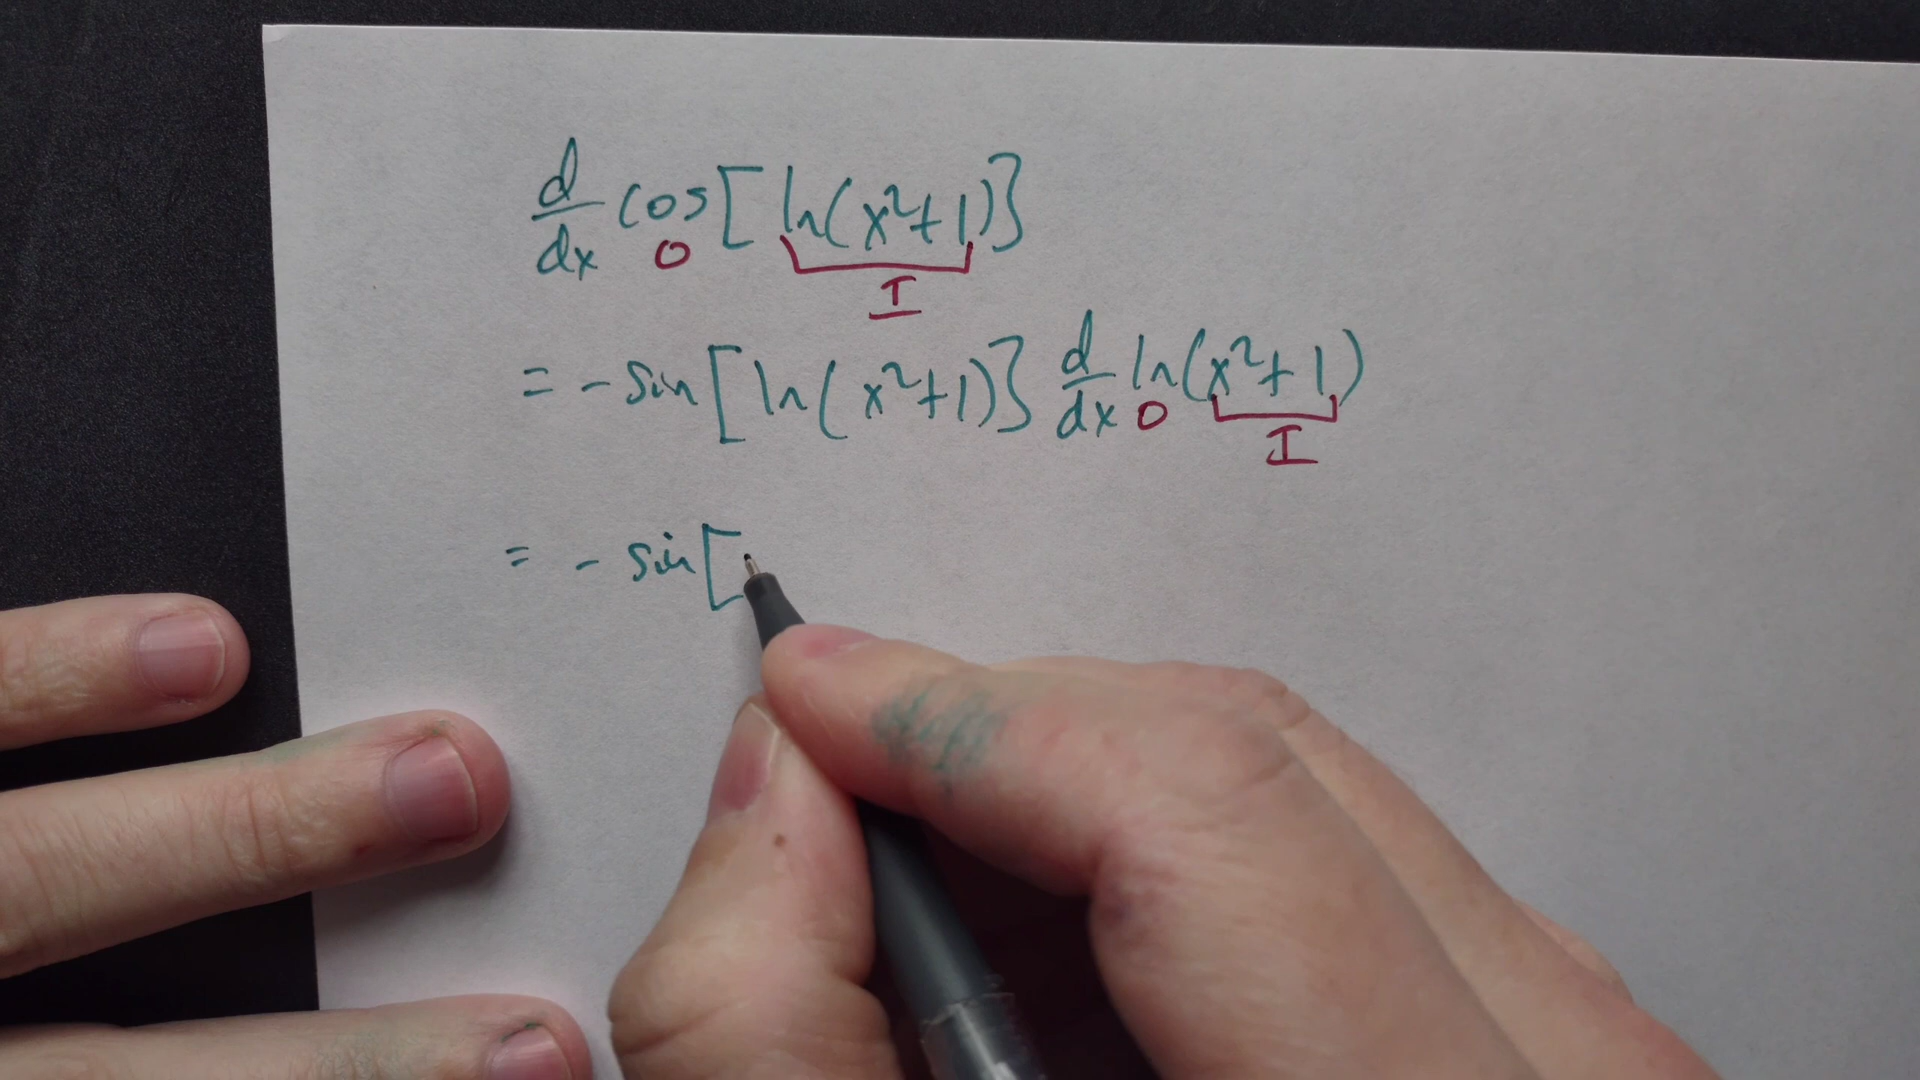 d/dx cos[ln(x²+1)]
O I
= -sin[ln(x²+1)] d/dx ln(x²+1)
O I
= -sin[